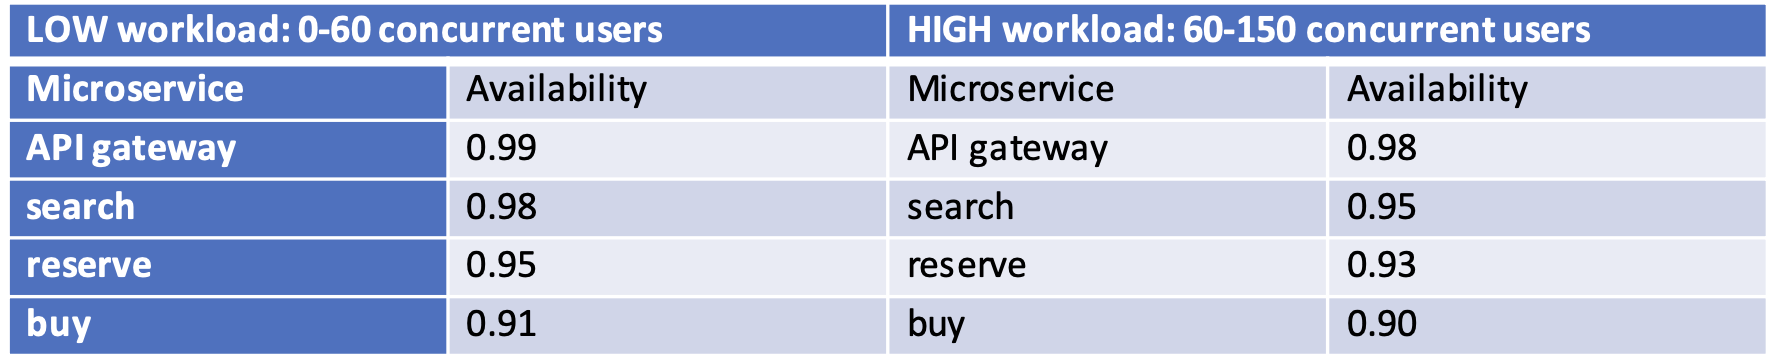 LOW workload: 0-60 concurrent users HIGH workload: 60-150 concurrent users
Microservice Availability Microservice Availability
API gateway 0.99 API gateway 0.98
search 0.98 search 0.95
reserve 0.95 reserve 0.93
buy 0.91 buy 0.90